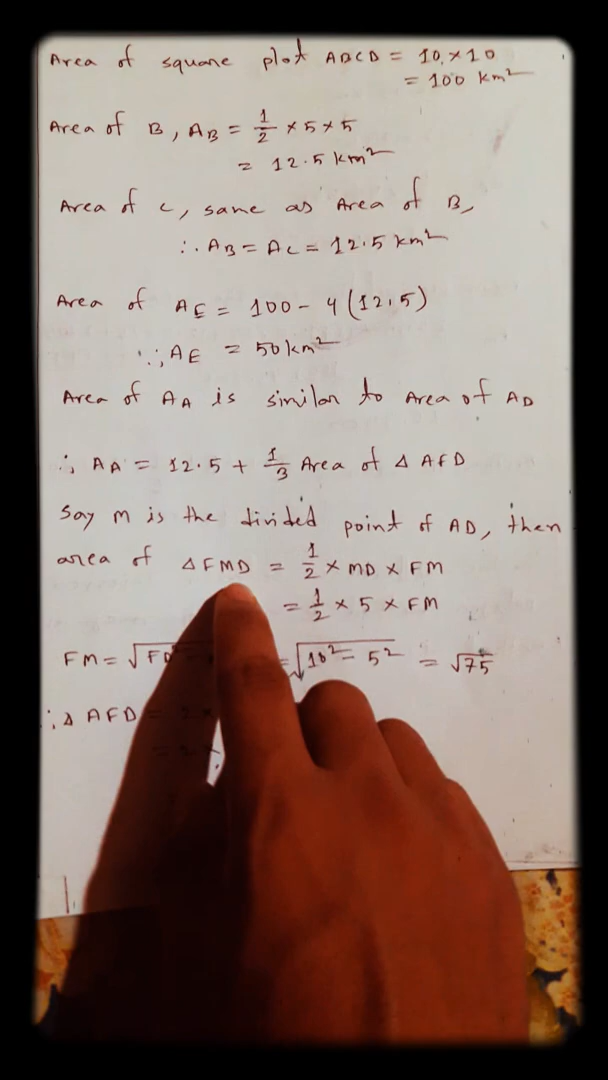 Area of square plot ABCD = 10 × 10
= 100 km²
Area of B, A_B = 1/2 × 5 × 5
= 12.5 km²
Area of C, same as Area of B,
∴ A_B = A_C = 12.5 km²
Area of A_E = 100 - 4(12.5)
∵, A_E = 50 km²
Area of A_A is similar to Area of A_D
∴, A_A = 12.5 + 1/3 Area of Δ AFD
Say M is the divided point of AD, then
area of Δ FMD = 1/2 × MD × FM
= 1/2 × 5 × FM
FM = √FD² = √10² - 5² = √75
∴, Δ AFD = 2 ×
= 2 ×